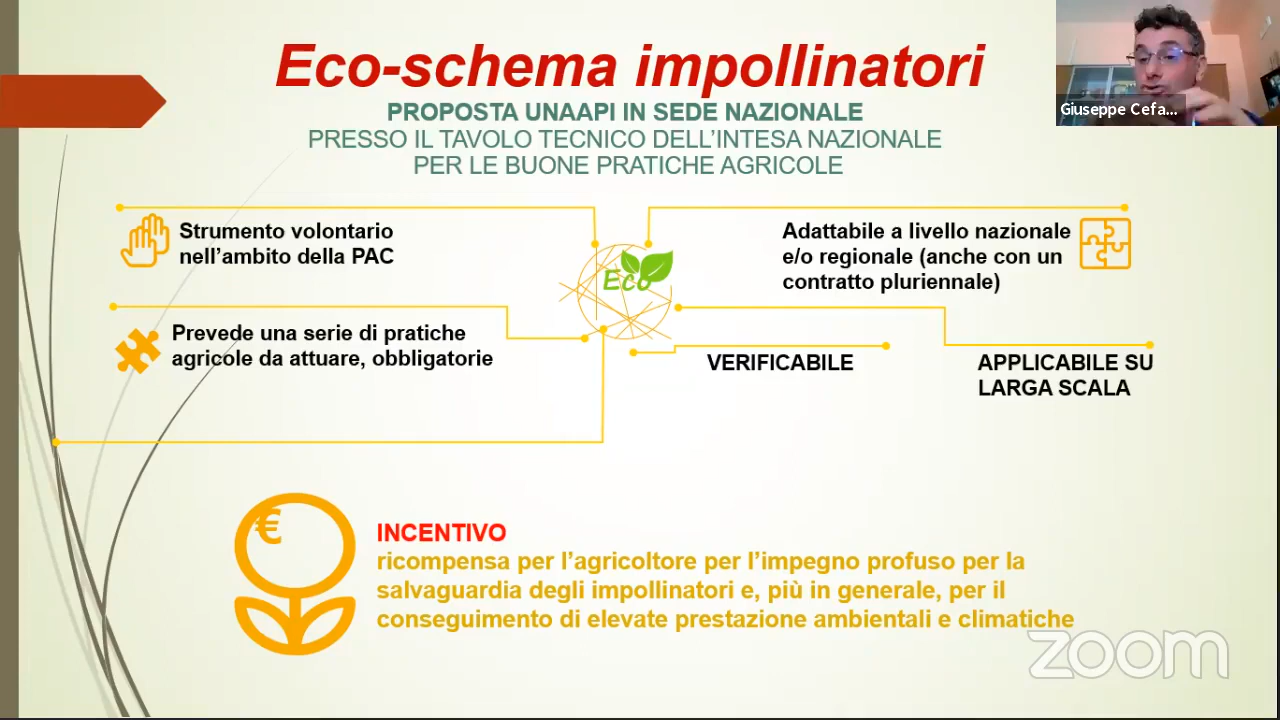 Eco-schema impollinatori
PROPOSTA UNAAPI IN SEDE NAZIONALE
PRESSO IL TAVOLO TECNICO DELL’INTESA NAZIONALE
PER LE BUONE PRATICHE AGRICOLE
Giuseppe Cefa...
Strumento volontario
nell’ambito della PAC
Adattabile a livello nazionale
e/o regionale (anche con un
contratto pluriennale)
Eco
Prevede una serie di pratiche
agricole da attuare, obbligatorie
VERIFICABILE
APPLICABILE SU
LARGA SCALA
€
INCENTIVO
ricompensa per l’agricoltore per l’impegno profuso per la
salvaguardia degli impollinatori e, più in generale, per il
conseguimento di elevate prestazione ambientali e climatiche
zoom